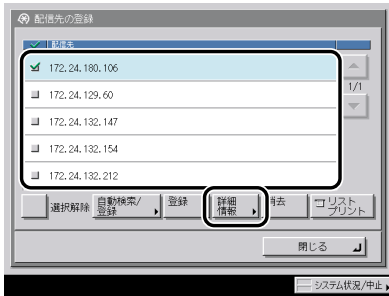 配信先の登録
配信先
172.24.180.106
1/1
172.24.129.60
172.24.132.147
172.24.132.154
172.24.132.212
選択解除
自動検索/
登録
登録
詳細
情報
消去
リスト
プリント
閉じる
システム状況/中止